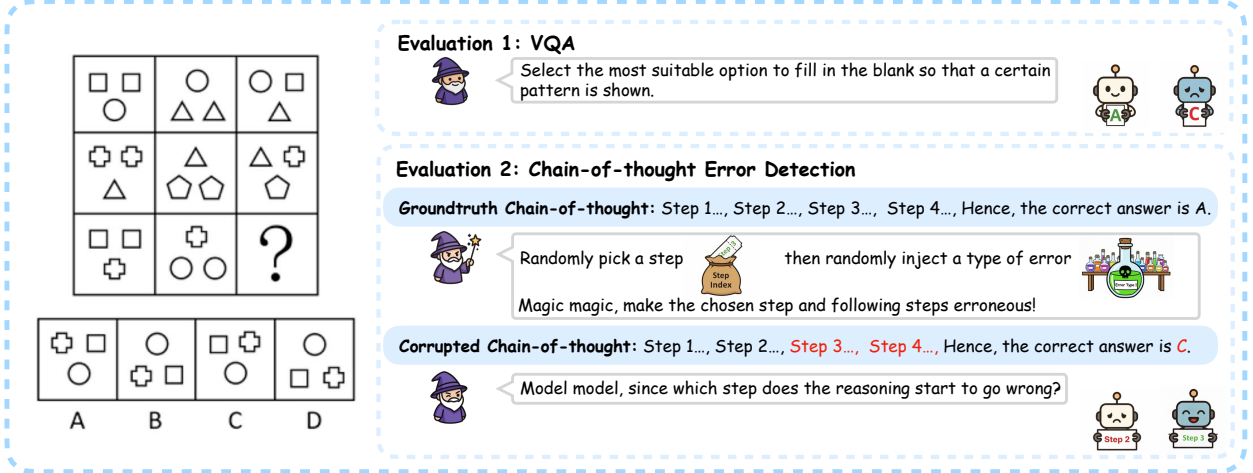 Evaluation 1: VQA
Select the most suitable option to fill in the blank so that a certain
pattern is shown.
A
C
Evaluation 2: Chain-of-thought Error Detection
Groundtruth Chain-of-thought: Step 1..., Step 2..., Step 3..., Step 4..., Hence, the correct answer is A.
Randomly pick a step
Step 3
Step
Index
then randomly inject a type of error
Error Type
Magic magic, make the chosen step and following steps erroneous!
Corrupted Chain-of-thought: Step 1..., Step 2..., Step 3..., Step 4..., Hence, the correct answer is C.
Model model, since which step does the reasoning start to go wrong?
Step 2
Step 3
?
A B C D